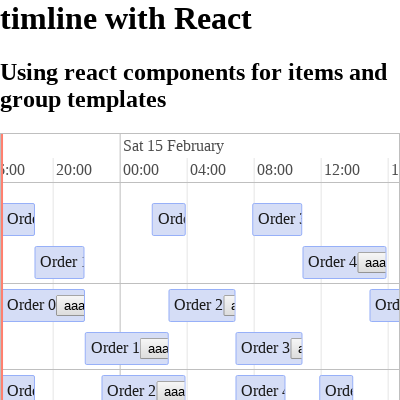 timline with React
Using react components for items and
group templates
Sat 15 February
20:00 00:00 04:00 08:00 12:00
Order
Order 4 aaa
Order 0 aaa Order 2
Order 1 aaa Order 3
Order 2 aaa